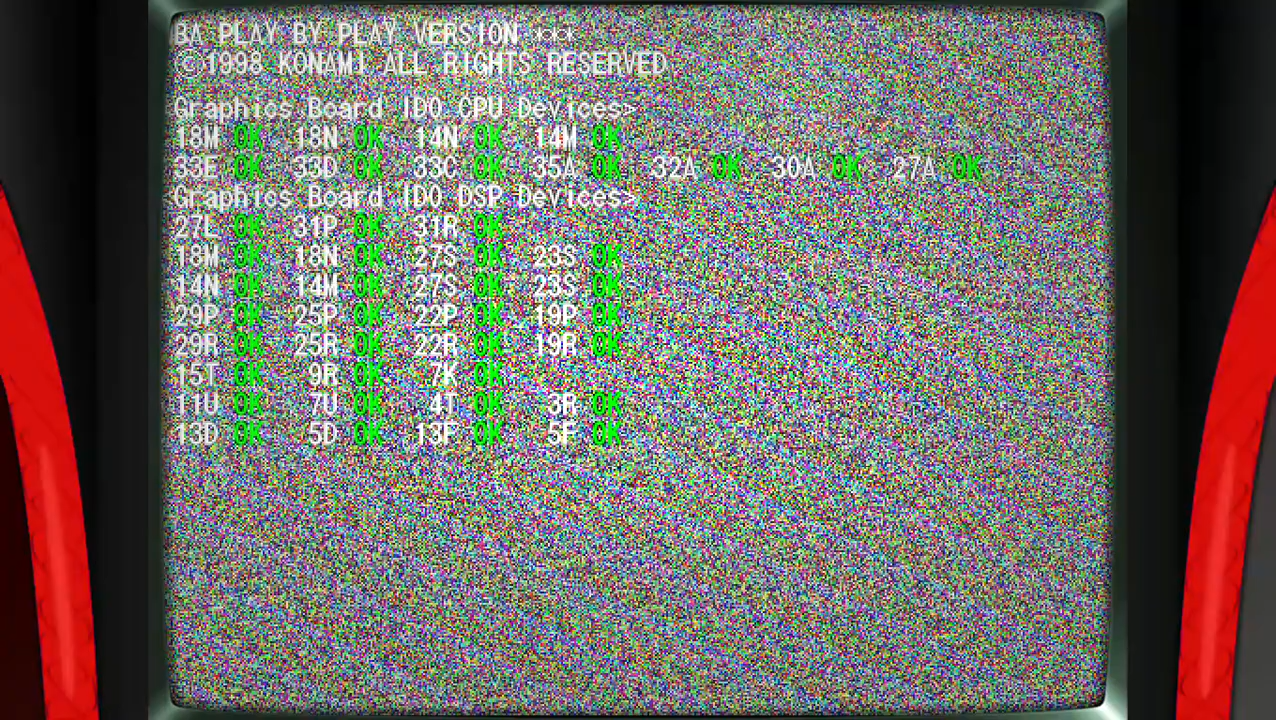 BA PLAY BY PLAY VERSION ***
©1998 KONAMI ALL RIGHTS RESERVED
Graphics Board ID0 CPU Devices>
18M OK 18N OK 14N OK 14M OK
33E OK 33D OK 33C OK 35A OK 32A OK 30A OK 27A OK
Graphics Board ID0 DSP Devices>
27L OK 31P OK 31R OK
18M OK 18N OK 27S OK 23S OK
14N OK 14M OK 27S OK 23S OK
29P OK 25P OK 22P OK 19P OK
29R OK 25R OK 22R OK 19R OK
15T OK 9R OK 7K OK
11U OK 7U OK 4T OK 3R OK
13D OK 5D OK 13F OK 5F OK